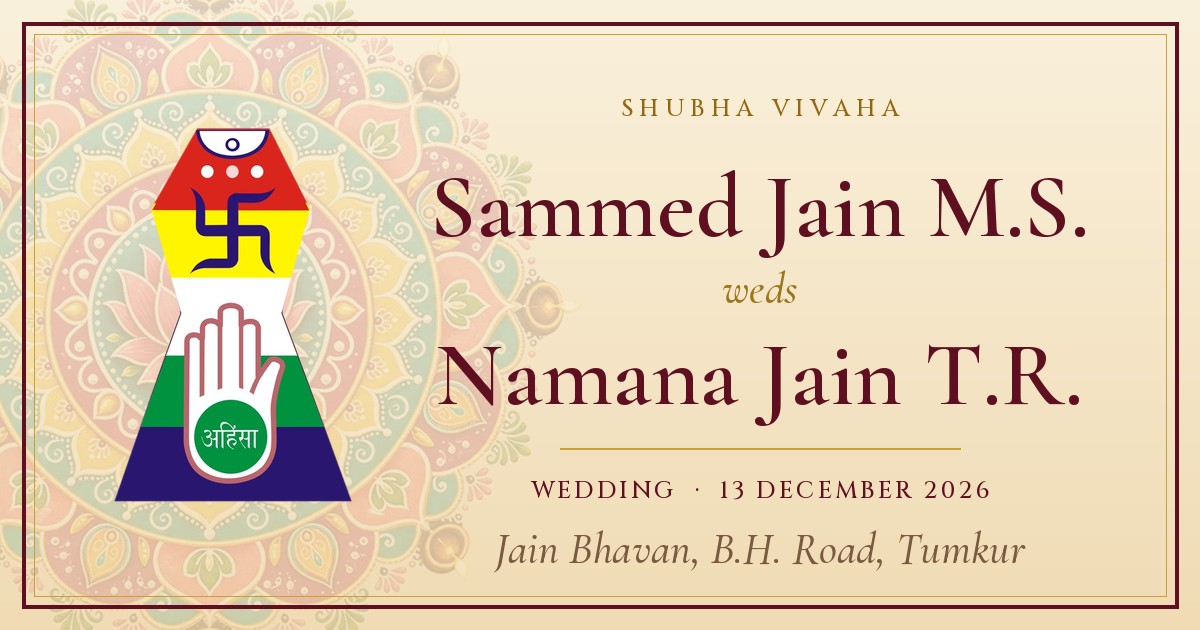 SHUBHA VIVAHA
Sammed Jain M.S.
weds
Namana Jain T.R.
WEDDING · 13 DECEMBER 2026
Jain Bhavan, B.H. Road, Tumkur
अहिंसा